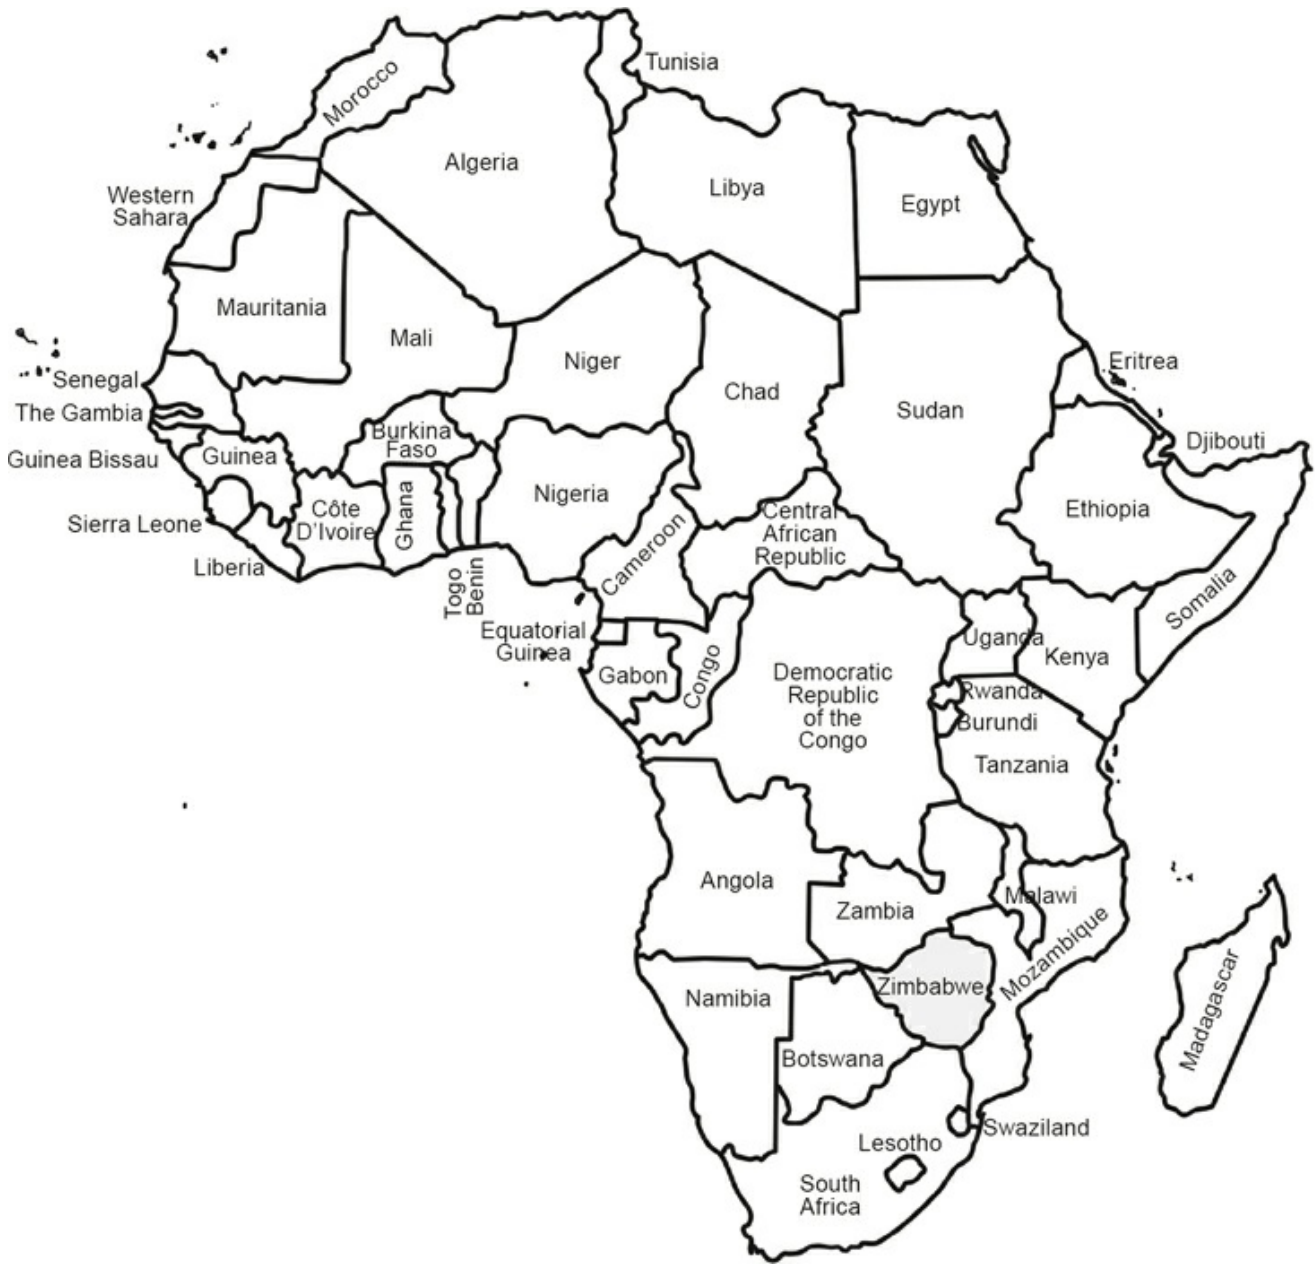 Tunisia
Morocco
Algeria
Libya
Egypt
Western
Sahara
Mauritania
Mali
Niger
Chad
Sudan
Eritrea
Senegal
The Gambia
Guinea Bissau
Guinea
Burkina
Faso
Djibouti
Sierra Leone
Liberia
Côte
D'Ivoire
Ghana
Togo
Benin
Nigeria
Cameroon
Central
African
Republic
Ethiopia
Somalia
Equatorial
Guinea
Gabon
Congo
Democratic
Republic
of the
Congo
Uganda
Kenya
Rwanda
Burundi
Tanzania
Angola
Zambia
Malawi
Mozambique
Zimbabwe
Namibia
Botswana
Madagascar
Swaziland
Lesotho
South
Africa